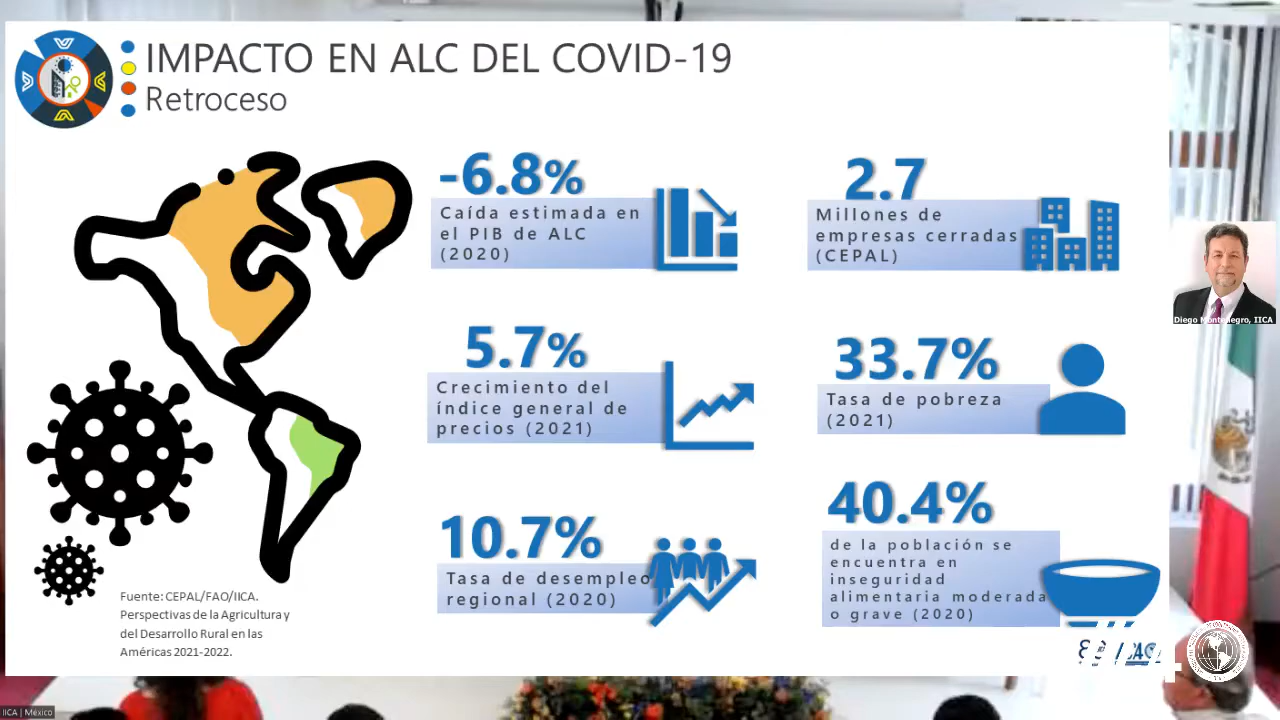 IMPACTO EN ALC DEL COVID-19
Retroceso
-6.8%
Caída estimada en
el PIB de ALC
(2020)
2.7
Millones de
empresas cerradas
(CEPAL)
5.7%
Crecimiento del
índice general de
precios (2021)
33.7%
Tasa de pobreza
(2021)
10.7%
Tasa de desempleo
regional (2020)
40.4%
de la población se
encuentra en
inseguridad
alimentaria moderada
o grave (2020)
Fuente: CEPAL/FAO/IICA.
Perspectivas de la Agricultura y
del Desarrollo Rural en las
Américas 2021-2022.
Diego Montenegro, IICA
IICA | México